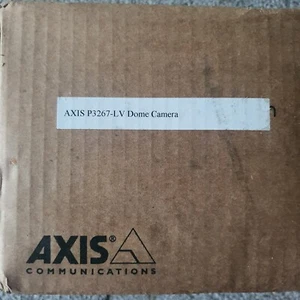 AXIS P3267-LV Dome Camera
AXIS®
COMMUNICATIONS